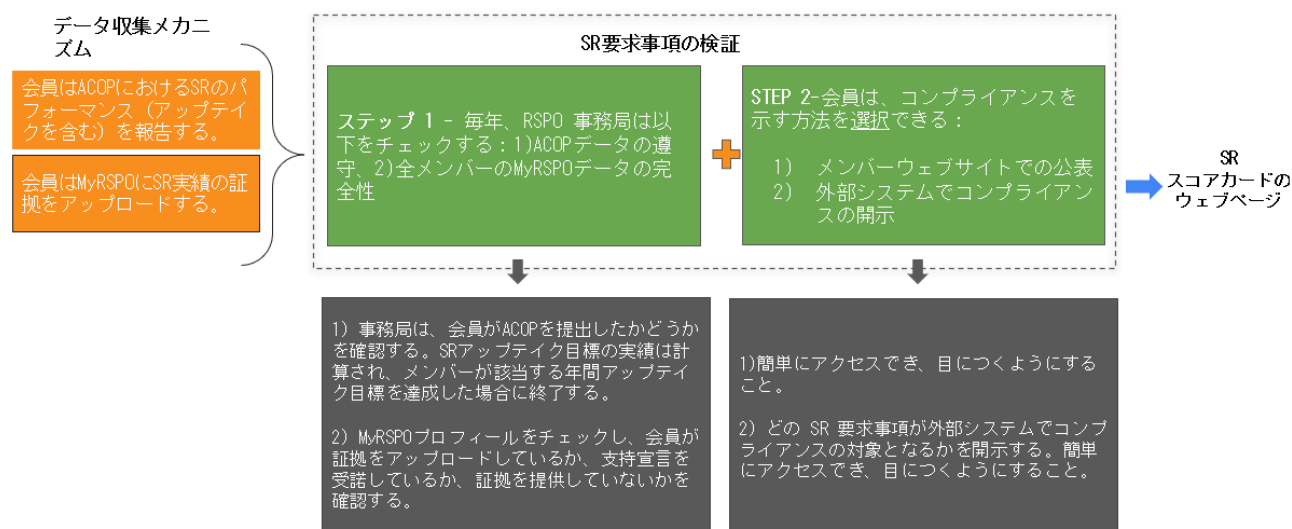 データ収集メカニ
ズム
会員はACOPにおけるSRのパ
フォーマンス（アップテイ
クを含む）を報告する。
会員はMyRSPOにSR実績の証
拠をアップロードする。
SR要求事項の検証
ステップ 1 - 毎年、RSPO 事務局は以
下をチェックする：1)ACOPデータの遵
守、2)全メンバーのMyRSPOデータの完
全性
STEP 2-会員は、コンプライアンスを
示す方法を選択できる：
1) メンバーウェブサイトでの公表
2) 外部システムでコンプライアン
スの開示
SR
スコアカードの
ウェブページ
1) 事務局は、会員がACOPを提出したかどうか
を確認する。SRアップテイク目標の実績は計
算され、メンバーが該当する年間アップテイ
ク目標を達成した場合に終了する。
2) MyRSPOプロフィールをチェックし、会員が
証拠をアップロードしているか、支持宣言を
受諾しているか、証拠を提供していないかを
確認する。
1)簡単にアクセスでき、目につくようにする
こと。
2) どの SR 要求事項が外部システムでコンプ
ライアンスの対象となるかを開示する。簡単
にアクセスでき、目につくようにすること。